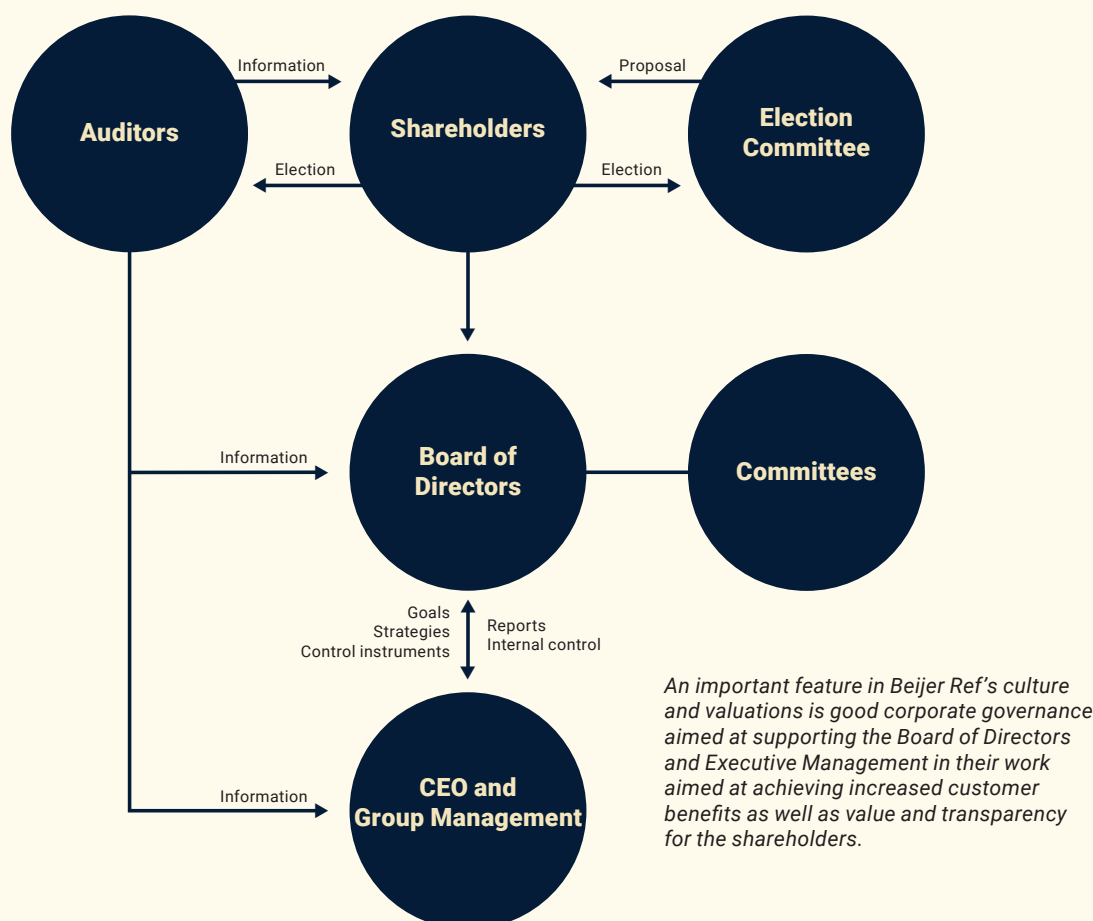 Information
Proposal
Auditors
Shareholders
Election
Committee
Election
Election
Information
Board of
Directors
Committees
Goals
Strategies
Control instruments
Reports
Internal control
An important feature in Beijer Ref’s culture
and valuations is good corporate governance
aimed at supporting the Board of Directors
and Executive Management in their work
aimed at achieving increased customer
benefits as well as value and transparency
for the shareholders.
Information
CEO and
Group Management